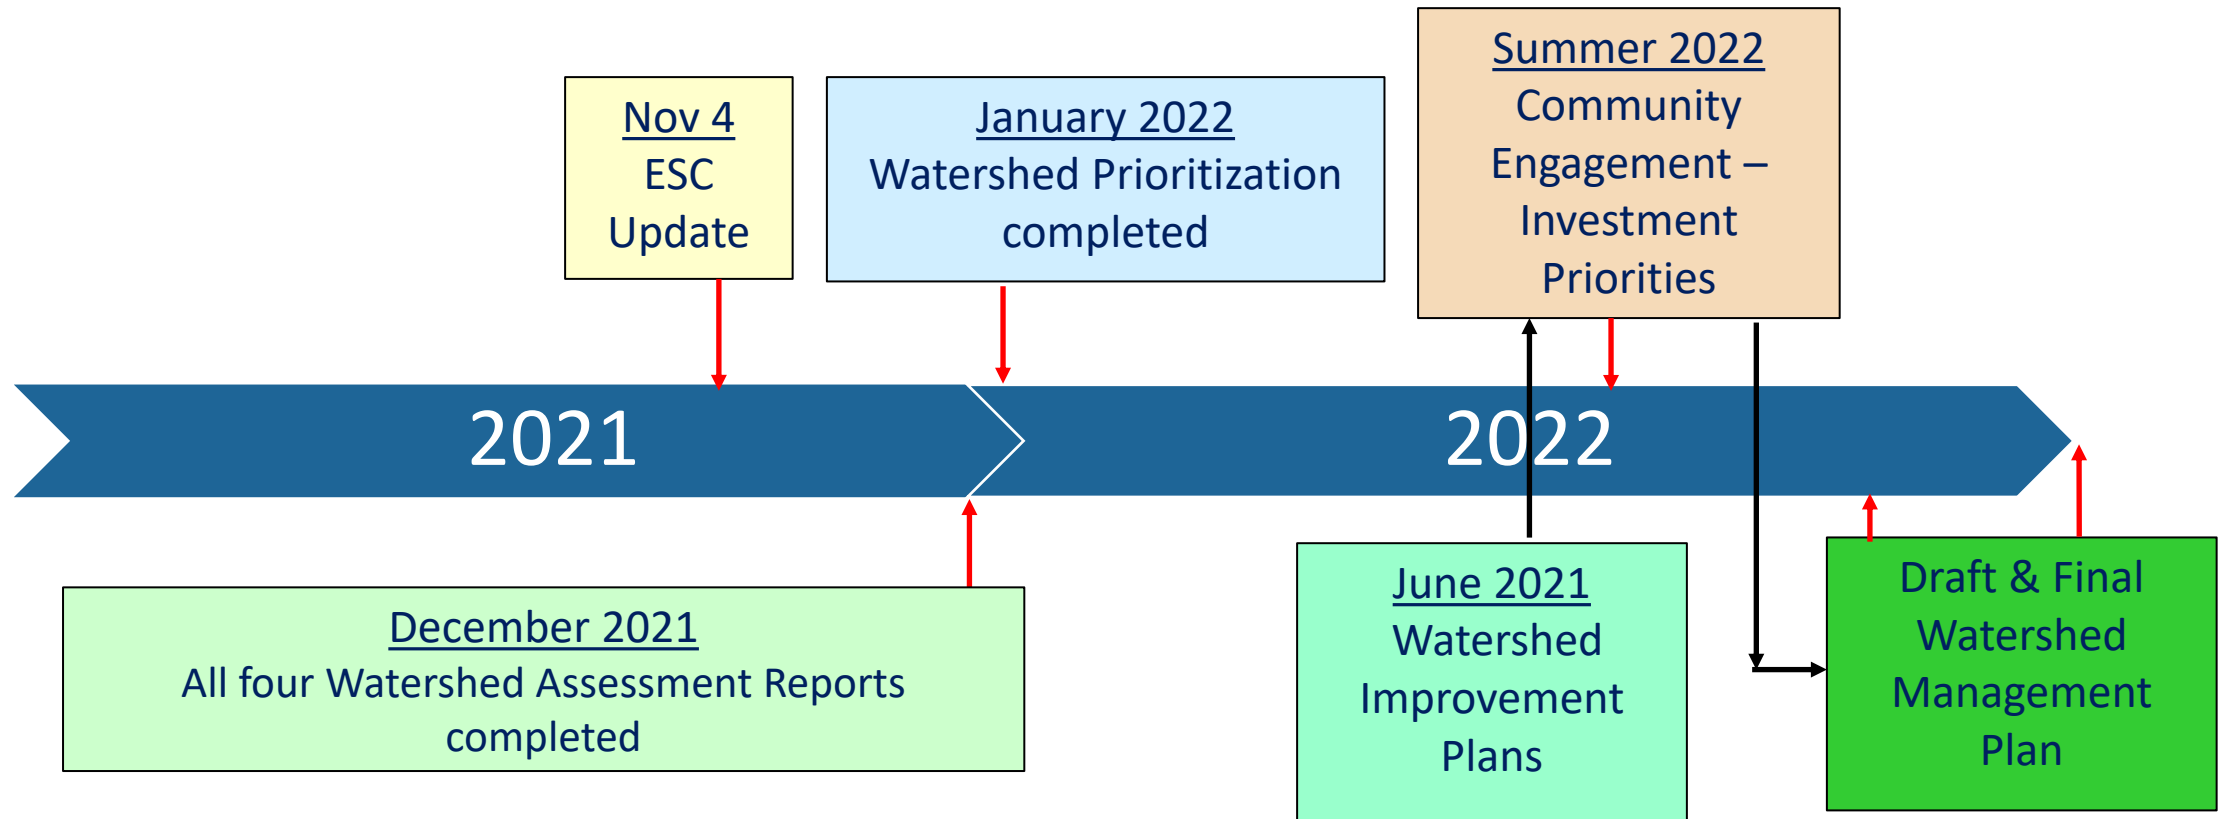 Nov 4
ESC
Update
January 2022
Watershed Prioritization
completed
Summer 2022
Community
Engagement –
Investment
Priorities
2021
2022
December 2021
All four Watershed Assessment Reports
completed
June 2021
Watershed
Improvement
Plans
Draft & Final
Watershed
Management
Plan